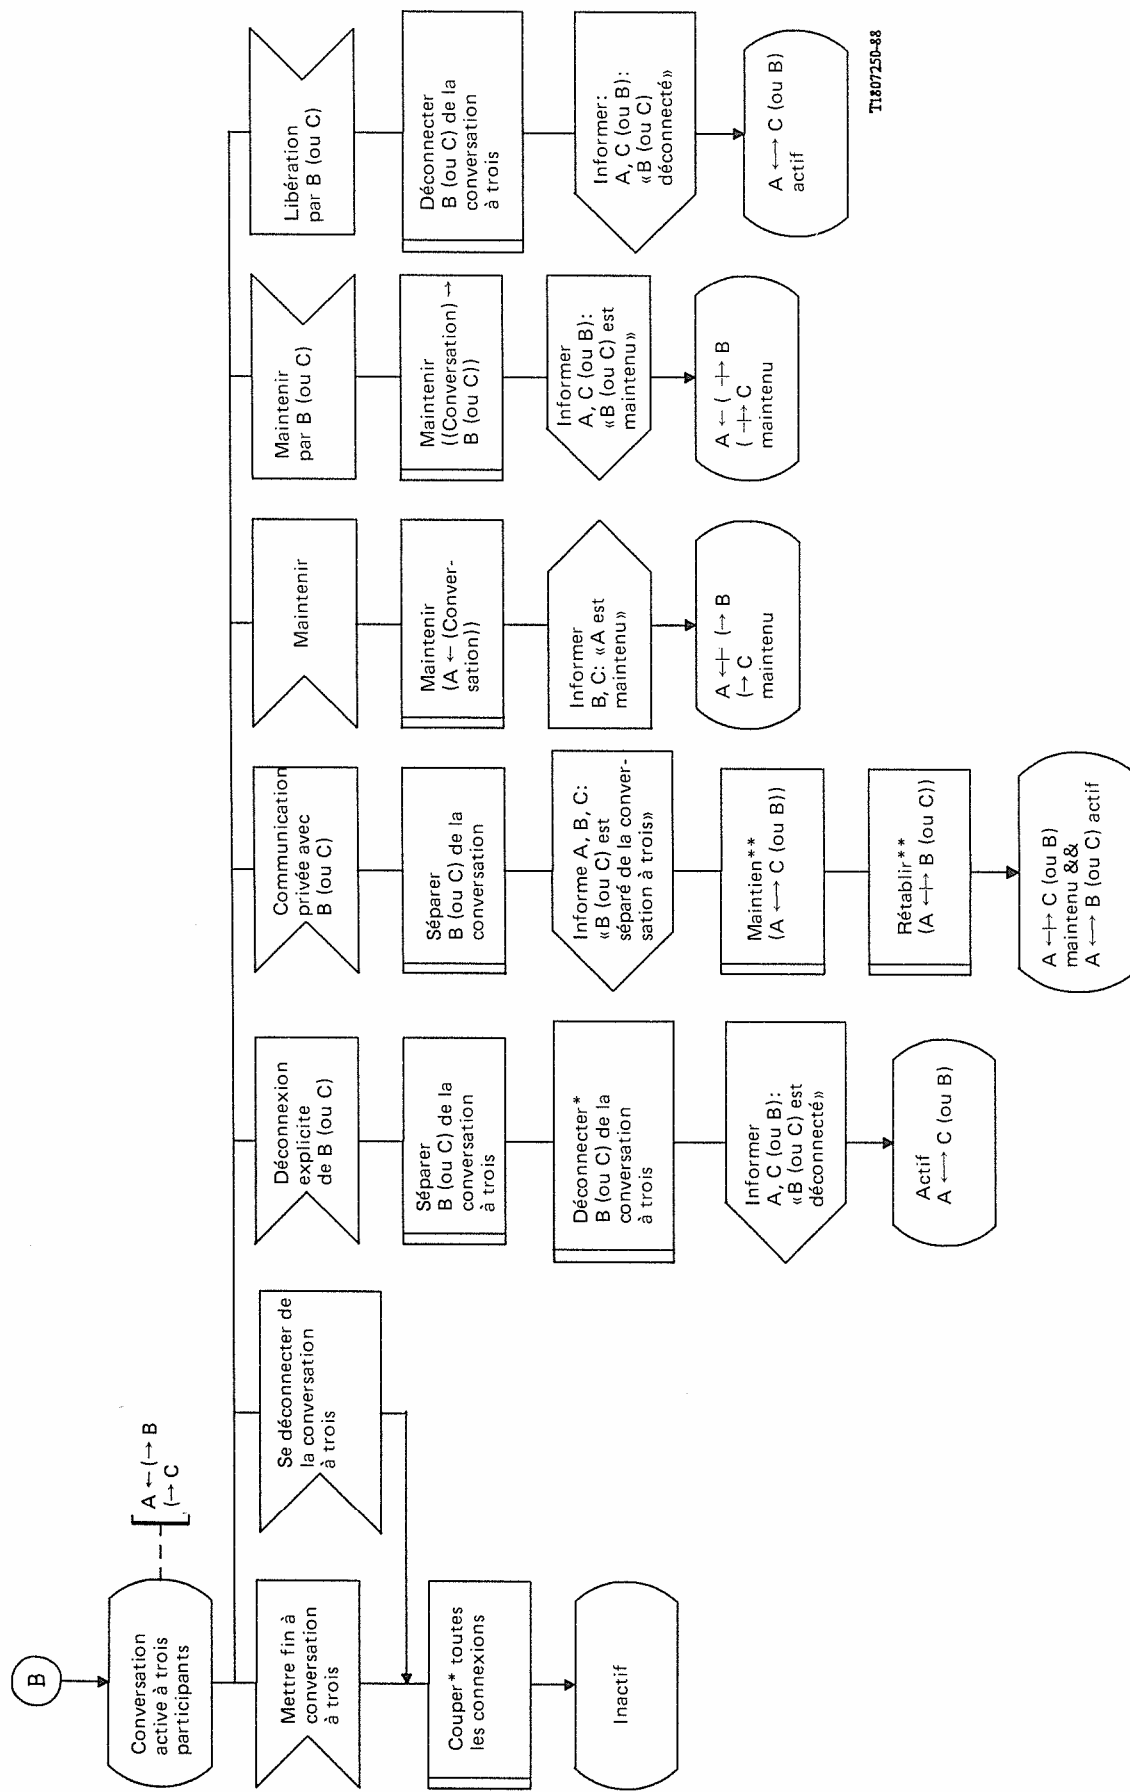 B
Conversation
active à trois
participants
A ← (→ B
(→ C
Mettre fin à
conversation
à trois
Couper* toutes
les connexions
Inactif
Se déconnecter de
la conversation
à trois
Déconnexion
explicite
de B (ou C)
Séparer
B (ou C) de la
conversation
à trois
Déconnecter*
B (ou C) de la
conversation
à trois
Informer
A, C (ou B):
«B (ou C) est
déconnecté»
Actif
A ←→ C (ou B)
Communication
privée avec
B (ou C)
Séparer
B (ou C) de la
conversation
Informe A, B, C:
«B (ou C) est
séparé de la conver-
sation à trois»
Maintien**
(A ←→ C (ou B))
Rétablir**
(A ←+→ B (ou C))
A ←+→ C (ou B)
maintenu &&
A ←→ B (ou C) actif
Maintenir
Maintenir
(A ← (Conver-
sation))
Informer
B, C: «A est
maintenu»
A ←+ (→ B
(→ C
maintenu
Maintenir
par B (ou C)
Maintenir
((Conversation) →
B (ou C))
Informer
A, C (ou B):
«B (ou C) est
maintenu»
A ← ( +→ B
( +→ C
maintenu
Libération
par B (ou C)
Déconnecter
B (ou C) de la
conversation
à trois
Informer:
A, C (ou B):
«B (ou C)
déconnecté»
A ←→ C (ou B)
actif
T1807250-88